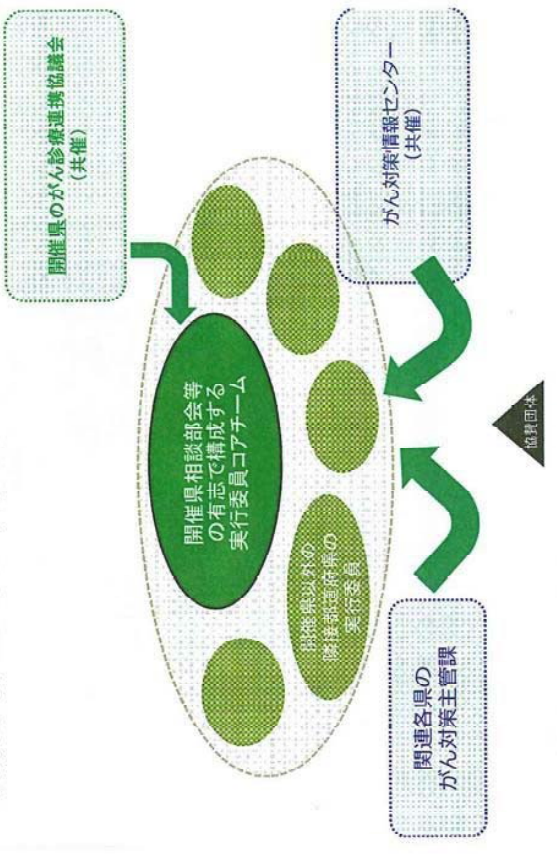 開催県のがん診療連携協議会
(共催)
がん対策情報センター
(共催)
開催県相談部会等
の有志で構成する
実行委員コアチーム
開催県以外の
隣接都道府県の
実行委員
関連各県の
がん対策主管課
協賛団体